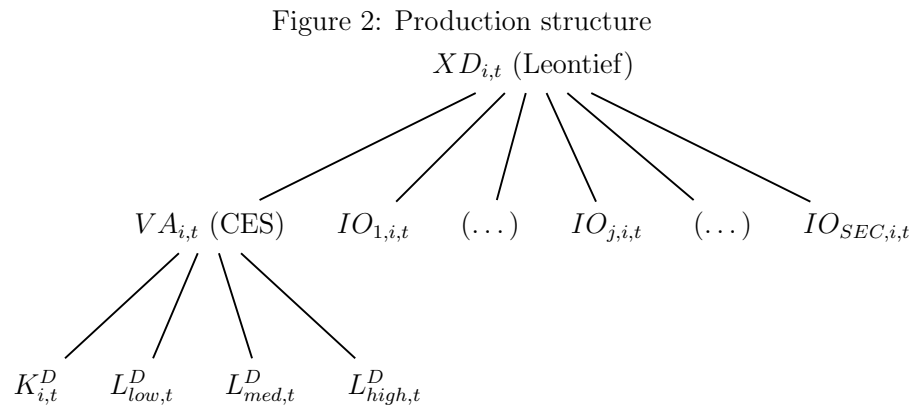 Figure 2: Production structure
XD_{i,t} (Leontief)
VA_{i,t} (CES) IO_{1,i,t} (...) IO_{j,i,t} (...) IO_{SEC,i,t}
K^D_{i,t} L^D_{low,t} L^D_{med,t} L^D_{high,t}